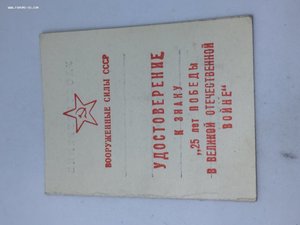 ВООРУЖЕННЫЕ СИЛЫ СССР
УДОСТОВЕРЕНИЕ
К ЗНАКУ
„25 ЛЕТ ПОБЕДЫ
В ВЕЛИКОЙ ОТЕЧЕСТВЕННОЙ
ВОЙНЕ"